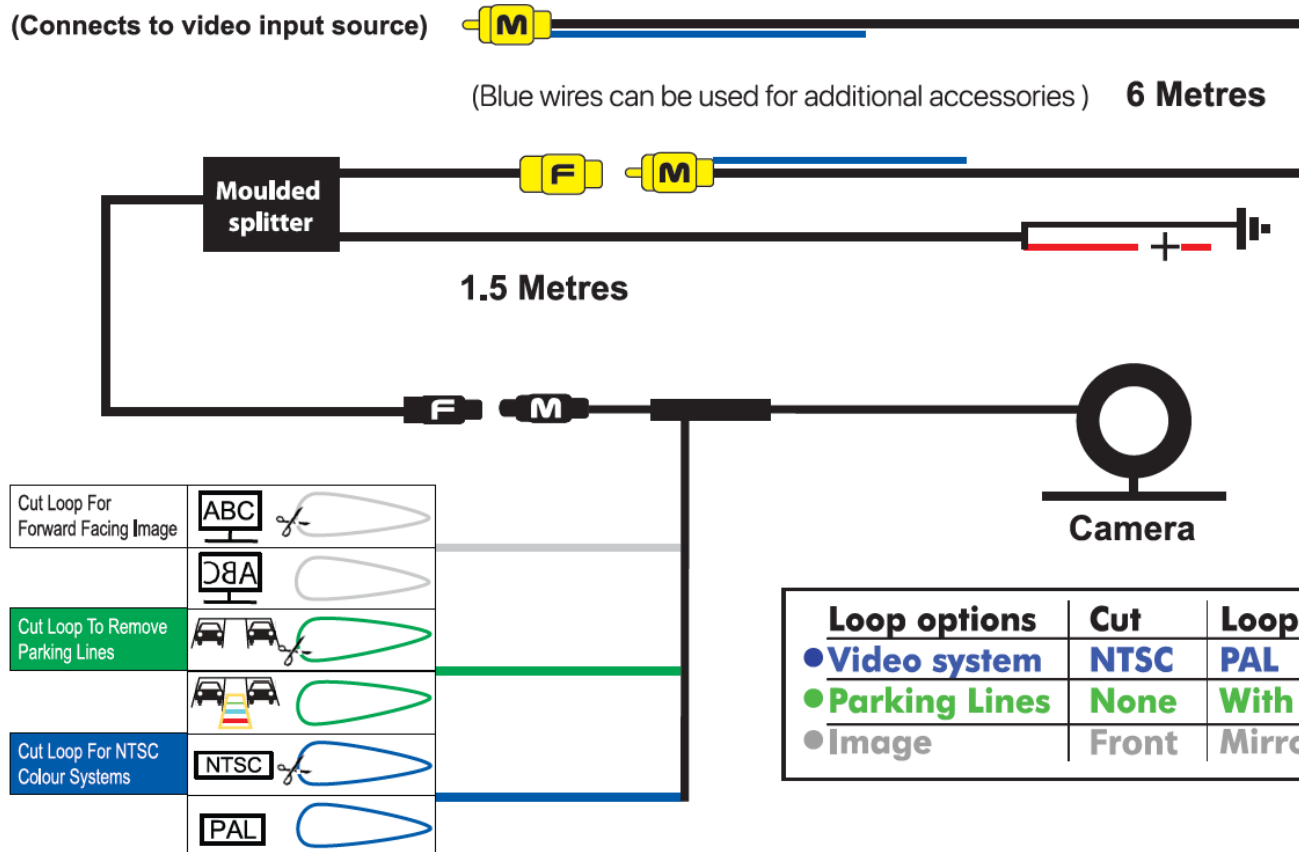 (Connects to video input source)
M
(Blue wires can be used for additional accessories )
6 Metres
Moulded
splitter
F
M
+
1.5 Metres
F
M
Camera
Cut Loop For
Forward Facing Image
ABC
ABC
Cut Loop To Remove
Parking Lines
Cut Loop For NTSC
Colour Systems
NTSC
PAL
Loop options Cut Loop
Video system NTSC PAL
Parking Lines None With
Image Front